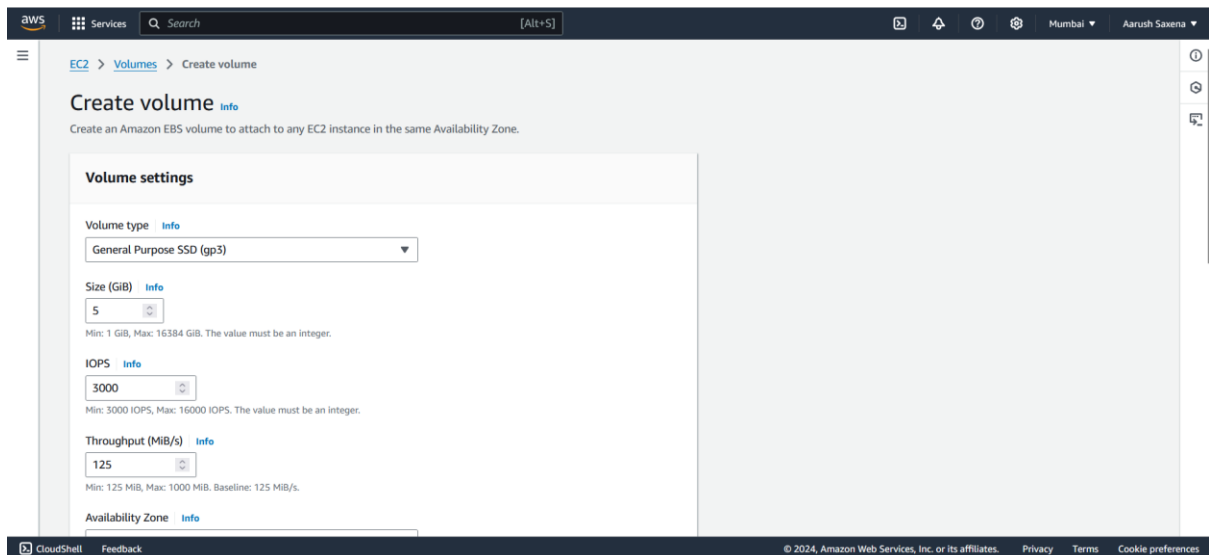 aws Services Search [Alt+S] Mumbai Aarush Saxena
EC2 > Volumes > Create volume
Create volume Info
Create an Amazon EBS volume to attach to any EC2 instance in the same Availability Zone.
Volume settings
Volume type Info
General Purpose SSD (gp3)
Size (GiB) Info
5
Min: 1 GiB, Max: 16384 GiB. The value must be an integer.
IOPS Info
3000
Min: 3000 IOPS, Max: 16000 IOPS. The value must be an integer.
Throughput (MiB/s) Info
125
Min: 125 MiB, Max: 1000 MiB. Baseline: 125 MiB/s.
Availability Zone Info
CloudShell Feedback © 2024, Amazon Web Services, Inc. or its affiliates. Privacy Terms Cookie preferences